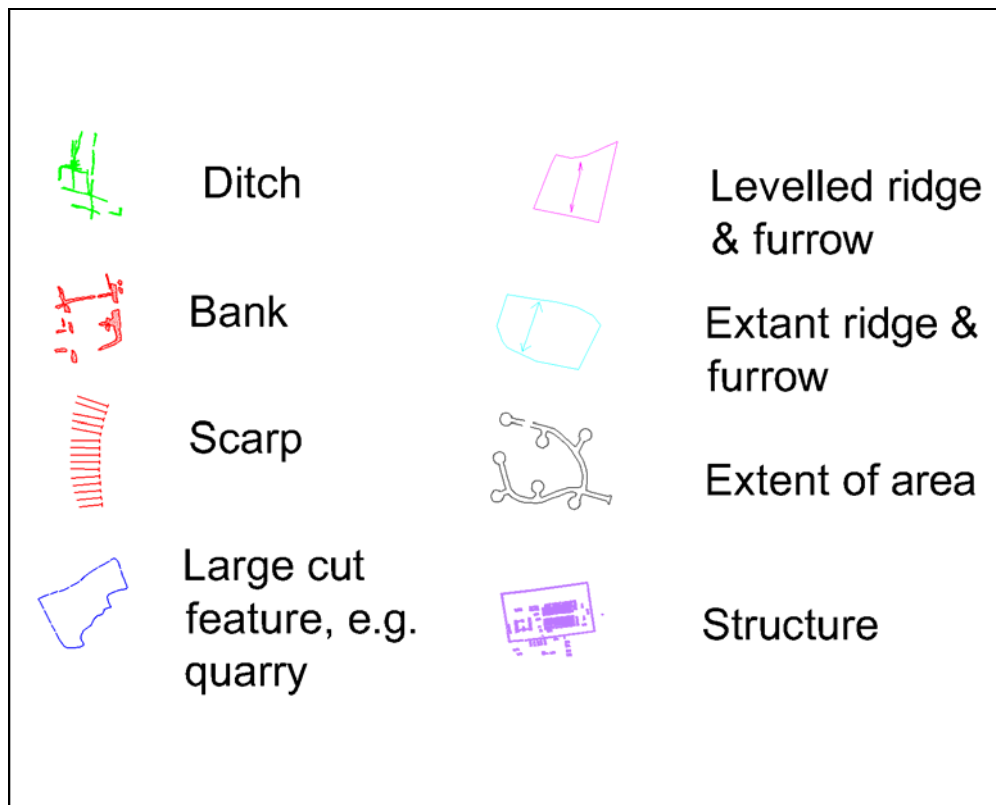 Ditch
Bank
Scarp
Large cut
feature, e.g.
quarry
Levelled ridge
& furrow
Extant ridge &
furrow
Extent of area
Structure